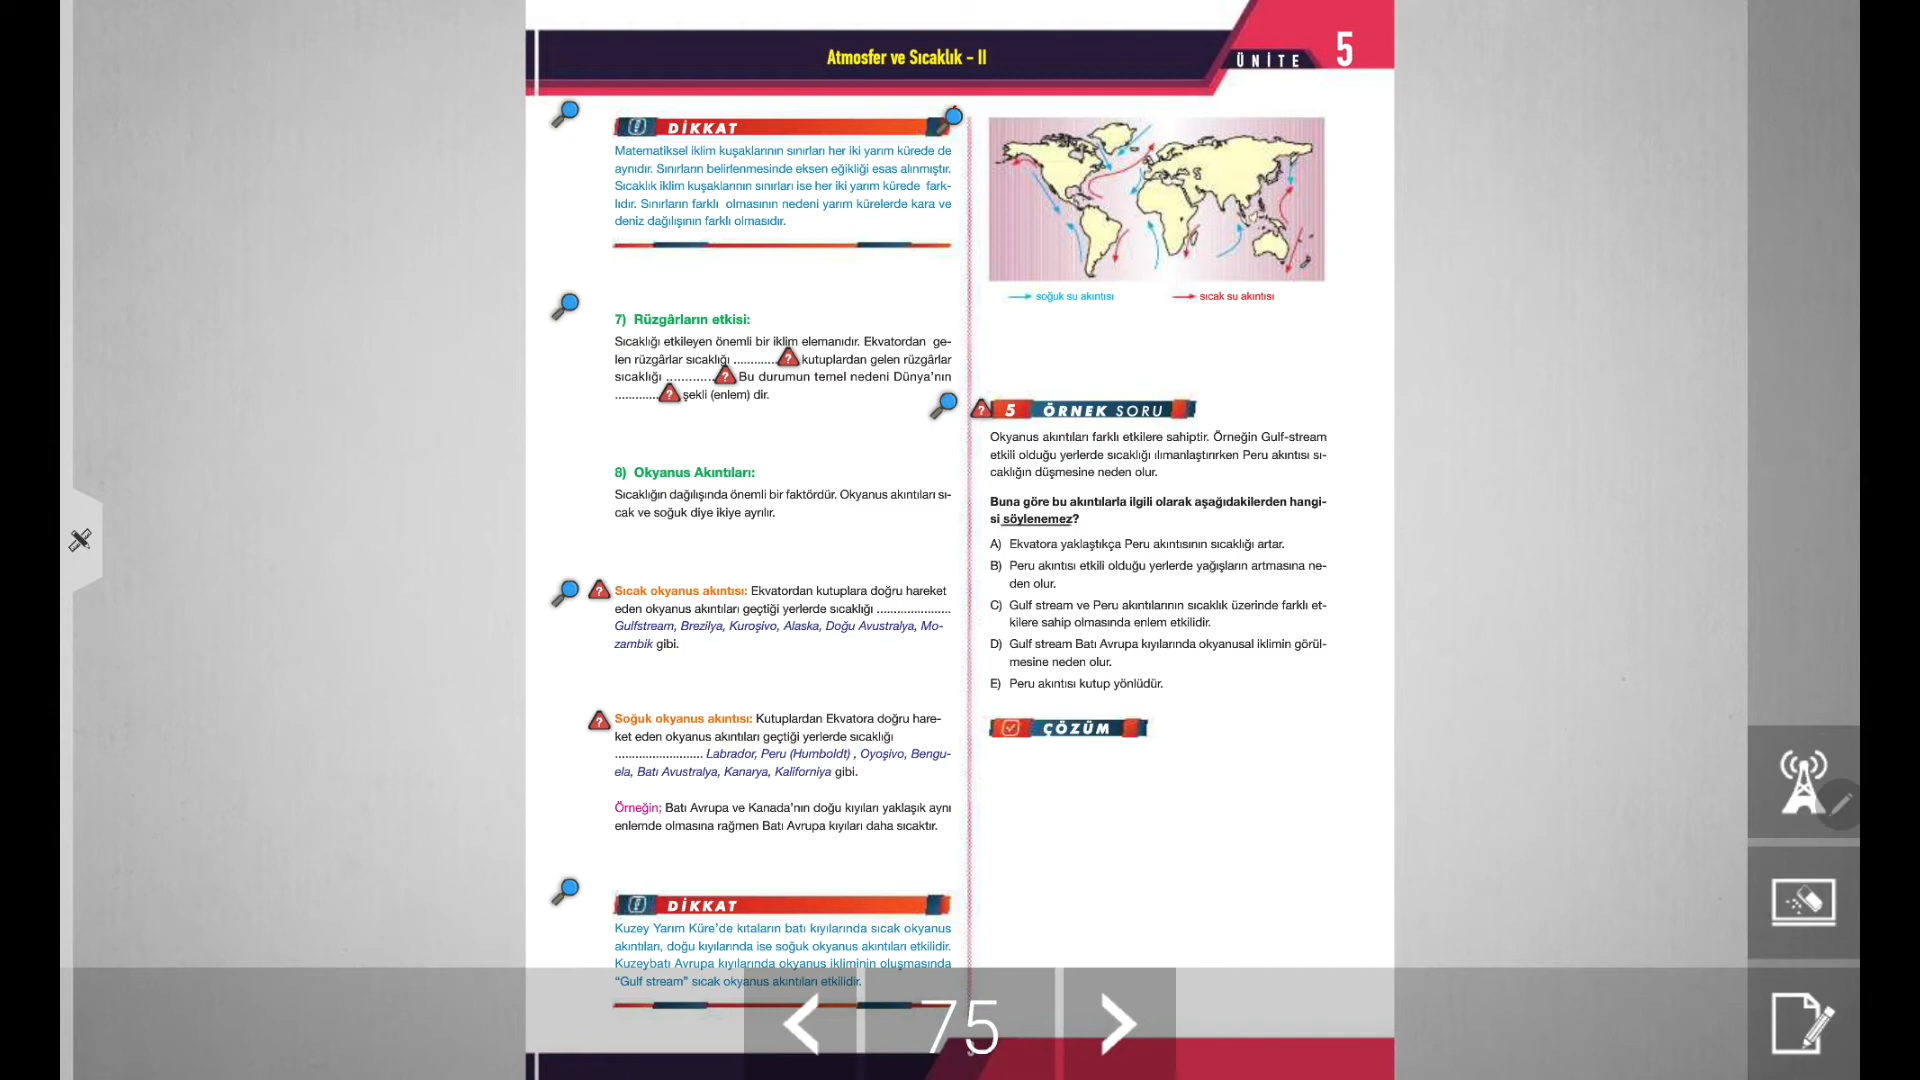 Atmosfer ve Sıcaklık - II
ÜNİTE 5
DİKKAT
Matematiksel iklim kuşaklarının sınırları her iki yarım kürede de
aynıdır. Sınırların belirlenmesinde eksen eğikliği esas alınmıştır.
Sıcaklık iklim kuşaklarının sınırları ise her iki yarım kürede fark-
lıdır. Sınırların farklı olmasının nedeni yarım kürelerde kara ve
deniz dağılışının farklı olmasıdır.
7) Rüzgârların etkisi:
Sıcaklığı etkileyen önemli bir iklim elemanıdır. Ekvatordan ge-
len rüzgârlar sıcaklığı ............. ? kutuplardan gelen rüzgârlar
sıcaklığı ............. ? Bu durumun temel nedeni Dünya'nın
............. ? şekli (enlem) dir.
8) Okyanus Akıntıları:
Sıcaklığın dağılışında önemli bir faktördür. Okyanus akıntıları sı-
cak ve soğuk diye ikiye ayrılır.
? Sıcak okyanus akıntısı: Ekvatordan kutuplara doğru hareket
eden okyanus akıntıları geçtiği yerlerde sıcaklığı ......................
Gulfstream, Brezilya, Kuroşivo, Alaska, Doğu Avustralya, Mo-
zambik gibi.
? Soğuk okyanus akıntısı: Kutuplardan Ekvatora doğru hare-
ket eden okyanus akıntıları geçtiği yerlerde sıcaklığı
.......................... Labrador, Peru (Humboldt) , Oyoşivo, Bengu-
ela, Batı Avustralya, Kanarya, Kaliforniya gibi.
Örneğin; Batı Avrupa ve Kanada'nın doğu kıyıları yaklaşık aynı
enlemde olmasına rağmen Batı Avrupa kıyıları daha sıcaktır.
DİKKAT
Kuzey Yarım Küre'de kıtaların batı kıyılarında sıcak okyanus
akıntıları, doğu kıyılarında ise soğuk okyanus akıntıları etkilidir.
Kuzeybatı Avrupa kıyılarında okyanus ikliminin oluşmasında
"Gulf stream" sıcak okyanus akıntıları etkilidir.
soğuk su akıntısı sıcak su akıntısı
? 5 ÖRNEK SORU
Okyanus akıntıları farklı etkilere sahiptir. Örneğin Gulf-stream
etkili olduğu yerlerde sıcaklığı ılımanlaştırırken Peru akıntısı sı-
caklığın düşmesine neden olur.
Buna göre bu akıntılarla ilgili olarak aşağıdakilerden hangi-
si söylenemez?
A) Ekvatora yaklaştıkça Peru akıntısının sıcaklığı artar.
B) Peru akıntısı etkili olduğu yerlerde yağışların artmasına ne-
den olur.
C) Gulf stream ve Peru akıntılarının sıcaklık üzerinde farklı et-
kilere sahip olmasında enlem etkilidir.
D) Gulf stream Batı Avrupa kıyılarında okyanusal iklimin görül-
mesine neden olur.
E) Peru akıntısı kutup yönlüdür.
ÇÖZÜM
75